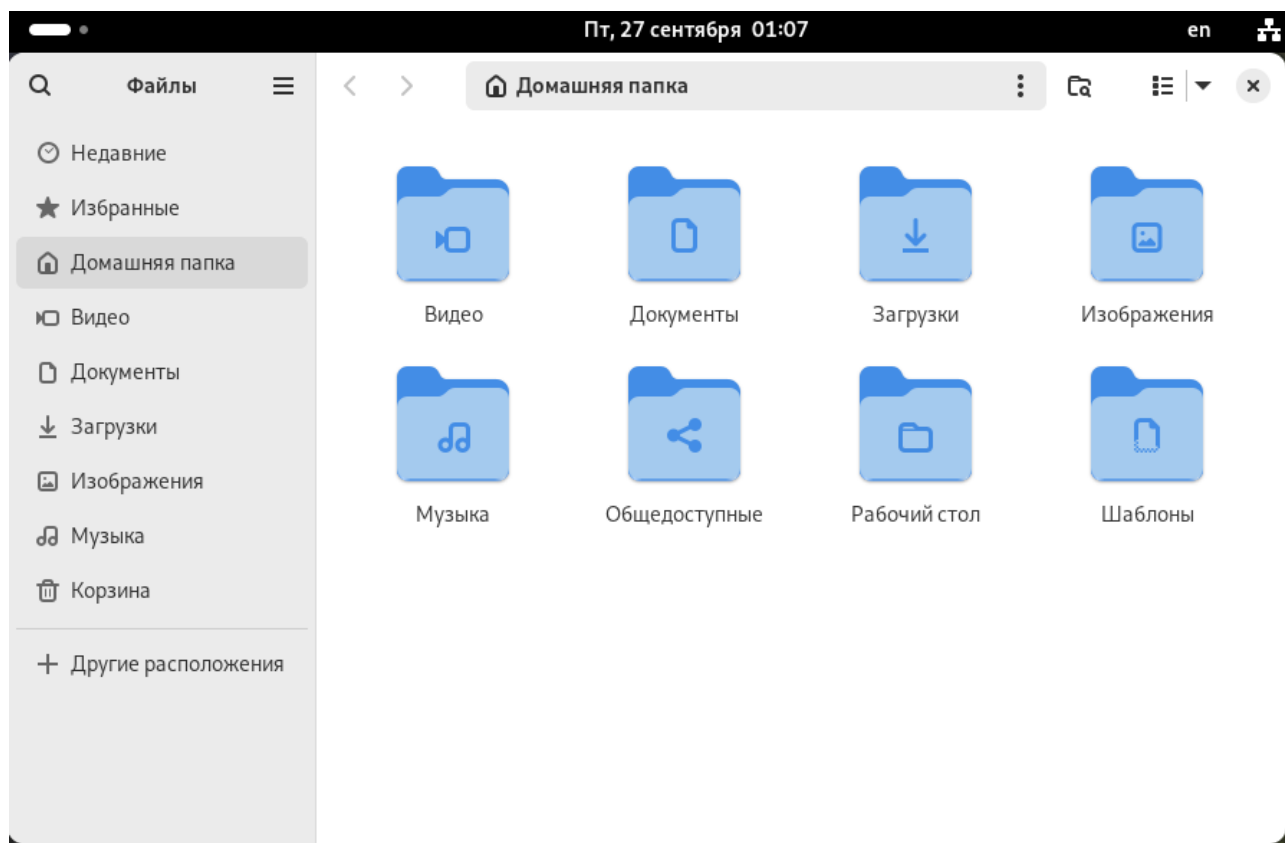 Пт, 27 сентября 01:07
en
Файлы
Домашняя папка
Недавние
Избранные
Домашняя папка
Видео
Документы
Загрузки
Изображения
Музыка
Корзина
Другие расположения
Видео
Документы
Загрузки
Изображения
Музыка
Общедоступные
Рабочий стол
Шаблоны